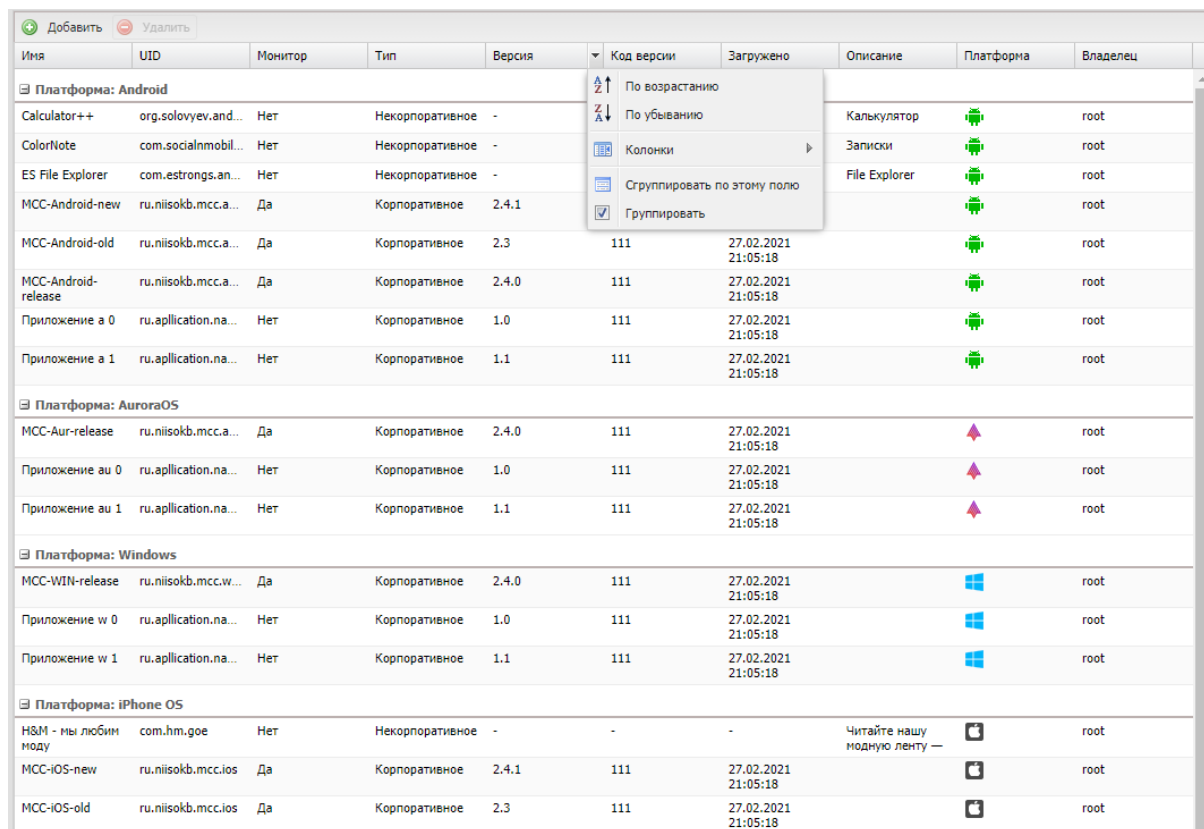 Добавить Удалить
Имя UID Монитор Тип Версия Код версии Загружено Описание Платформа Владелец
Платформа: Android
По возрастанию
Calculator++ org.solovyev.and... Нет Некорпоративное - Калькулятор root
По убыванию
ColorNote com.socialnmobil... Нет Некорпоративное - Записки root
Колонки
ES File Explorer com.estrongs.an... Нет Некорпоративное - File Explorer root
Сгруппировать по этому полю
MCC-Android-new ru.niisokb.mcc.a... Да Корпоративное 2.4.1 root
Группировать
MCC-Android-old ru.niisokb.mcc.a... Да Корпоративное 2.3 111 27.02.2021 root
21:05:18
MCC-Android- ru.niisokb.mcc.a... Да Корпоративное 2.4.0 111 27.02.2021 root
release 21:05:18
Приложение a 0 ru.apllication.na... Нет Корпоративное 1.0 111 27.02.2021 root
21:05:18
Приложение a 1 ru.apllication.na... Нет Корпоративное 1.1 111 27.02.2021 root
21:05:18
Платформа: AuroraOS
MCC-Aur-release ru.niisokb.mcc.a... Да Корпоративное 2.4.0 111 27.02.2021 root
21:05:18
Приложение au 0 ru.apllication.na... Нет Корпоративное 1.0 111 27.02.2021 root
21:05:18
Приложение au 1 ru.apllication.na... Нет Корпоративное 1.1 111 27.02.2021 root
21:05:18
Платформа: Windows
MCC-WIN-release ru.niisokb.mcc.w... Да Корпоративное 2.4.0 111 27.02.2021 root
21:05:18
Приложение w 0 ru.apllication.na... Нет Корпоративное 1.0 111 27.02.2021 root
21:05:18
Приложение w 1 ru.apllication.na... Нет Корпоративное 1.1 111 27.02.2021 root
21:05:18
Платформа: iPhone OS
H&M - мы любим com.hm.goe Нет Некорпоративное - - - Читайте нашу root
моду модную ленту —
MCC-iOS-new ru.niisokb.mcc.ios Да Корпоративное 2.4.1 111 27.02.2021 root
21:05:18
MCC-iOS-old ru.niisokb.mcc.ios Да Корпоративное 2.3 111 27.02.2021 root
21:05:18